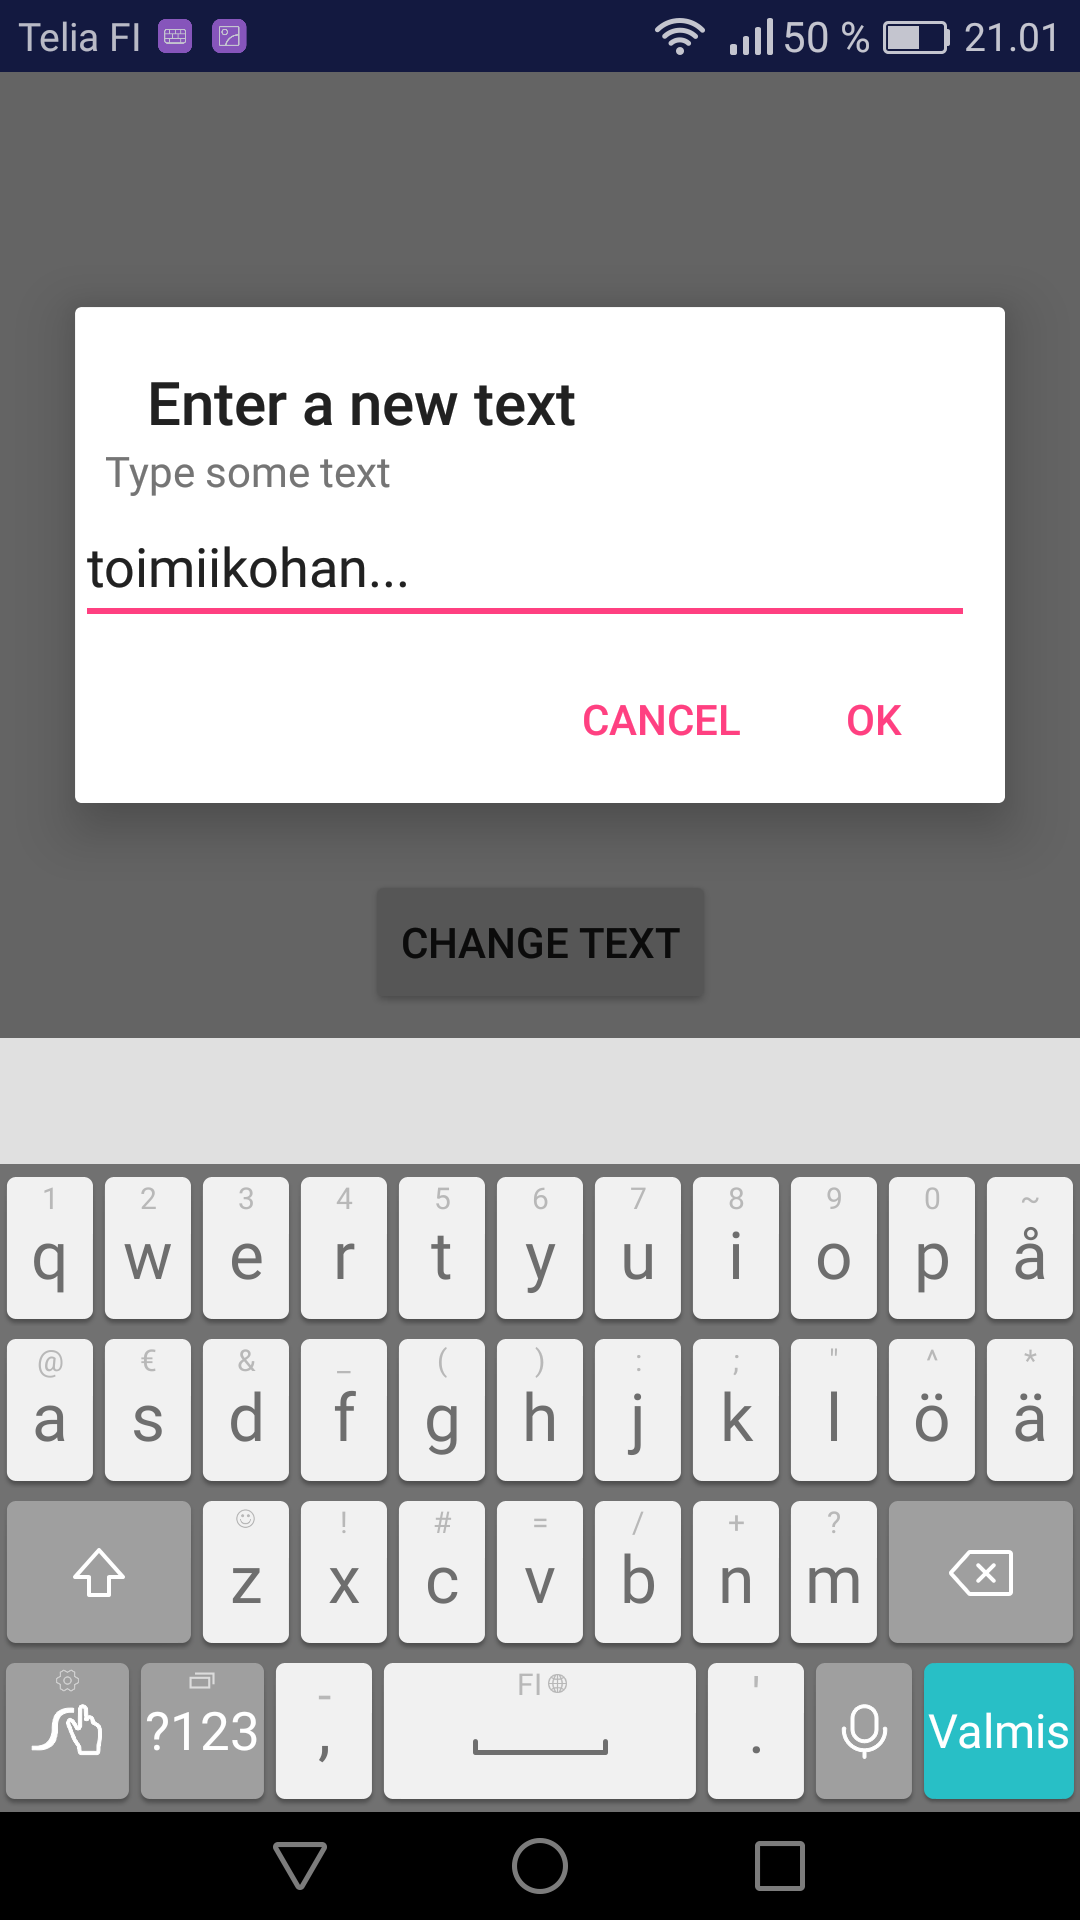 Telia FI 50 % 21.01
Enter a new text
Type some text
toimiikohan...
CANCEL OK
CHANGE TEXT
1 2 3 4 5 6 7 8 9 0 ~
q w e r t y u i o p å
@ € & _ ( ) : ; " ^ *
a s d f g h j k l ö ä
! # = / + ?
z x c v b n m
- FI '
?123 , . Valmis